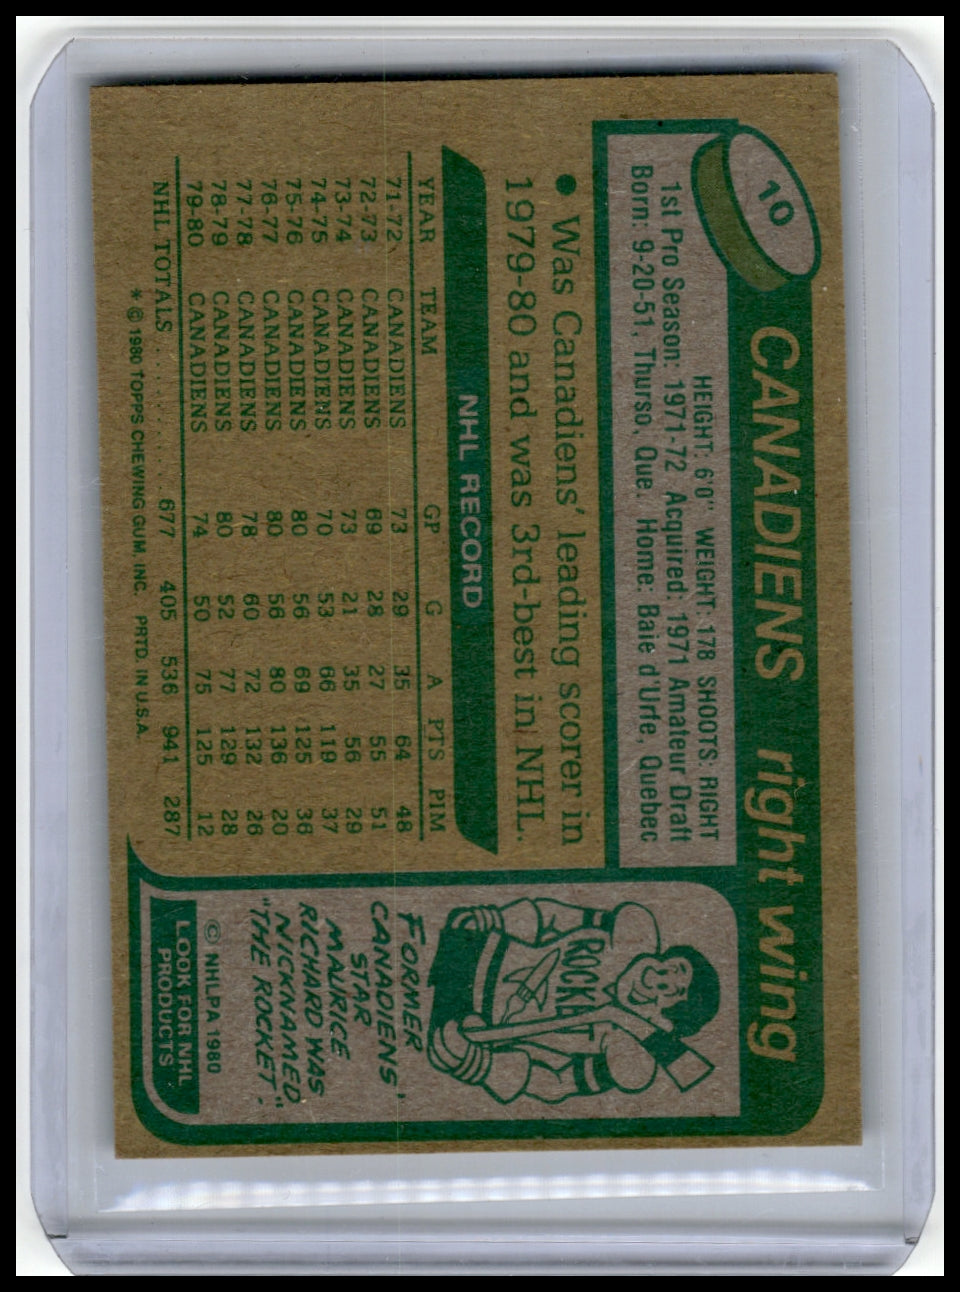 10
CANADIENS right wing
HEIGHT: 6'0" WEIGHT: 178 SHOOTS: RIGHT
1st Pro Season: 1971-72 Acquired: 1971 Amateur Draft
Born: 9-20-51, Thurso, Que. Home: Baie d'Urfe, Quebec
• Was Canadiens' leading scorer in
1979-80 and was 3rd-best in NHL.
NHL RECORD
YEAR TEAM GP G A PTS PIM
71-72 CANADIENS 73 29 35 64 48
72-73 CANADIENS 69 28 27 55 51
73-74 CANADIENS 73 21 35 56 29
74-75 CANADIENS 70 53 66 119 37
75-76 CANADIENS 80 56 69 125 36
76-77 CANADIENS 80 56 80 136 20
77-78 CANADIENS 78 60 72 132 26
78-79 CANADIENS 80 52 77 129 28
79-80 CANADIENS 74 50 75 125 12
NHL TOTALS .............. 677 405 536 941 287
* © 1980 TOPPS CHEWING GUM, INC. PRTD. IN U.S.A.
ROCKET
FORMER
CANADIENS'
STAR
MAURICE
RICHARD WAS
NICKNAMED
"THE ROCKET"-
© NHLPA 1980
LOOK FOR NHL
PRODUCTS